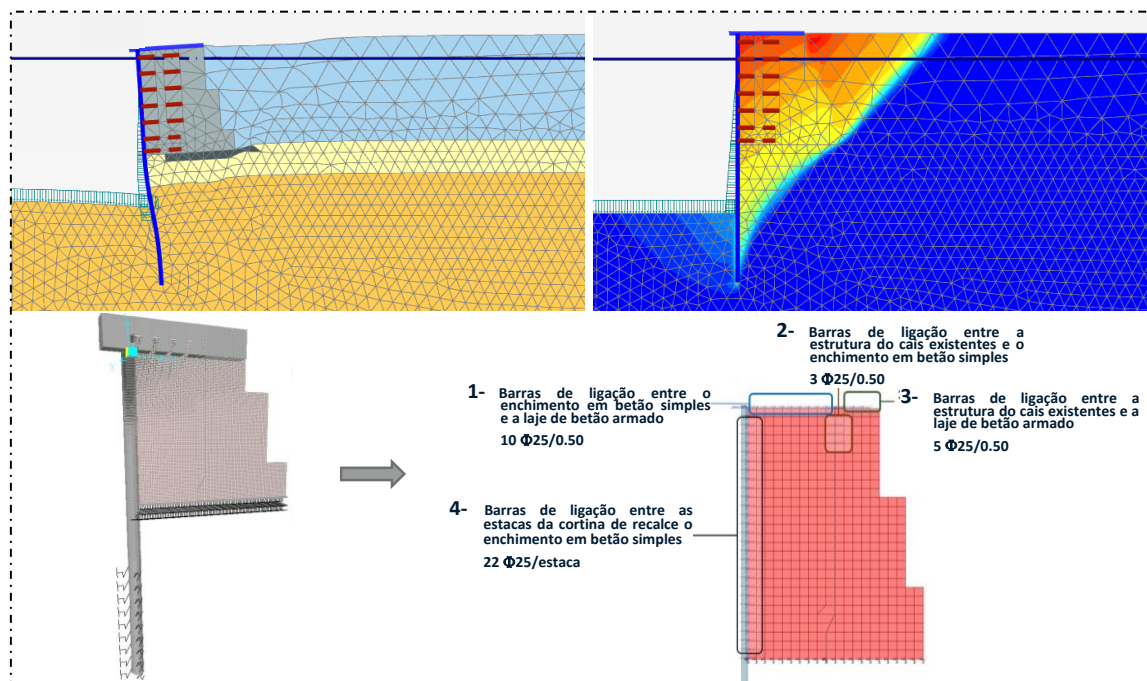 2- Barras de ligação entre a
estrutura do cais existentes e o
enchimento em betão simples
3 Φ25/0.50
1- Barras de ligação entre o
enchimento em betão simples
e a laje de betão armado
10 Φ25/0.50
3- Barras de ligação entre a
estrutura do cais existentes e a
laje de betão armado
5 Φ25/0.50
4- Barras de ligação entre as
estacas da cortina de recalce o
enchimento em betão simples
22 Φ25/estaca